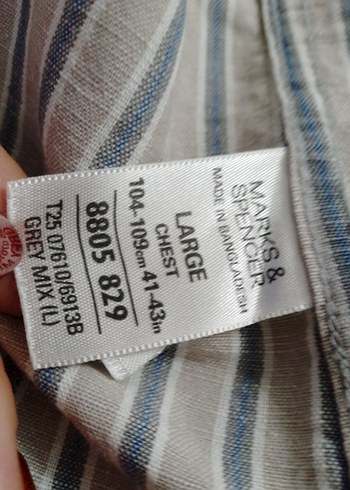 MARKS &
SPENCER
MADE IN BANGLADESH
LARGE
CHEST
104-109cm 41-43in
8805 829
T25 0761O/6913B
GREY MIX (L)